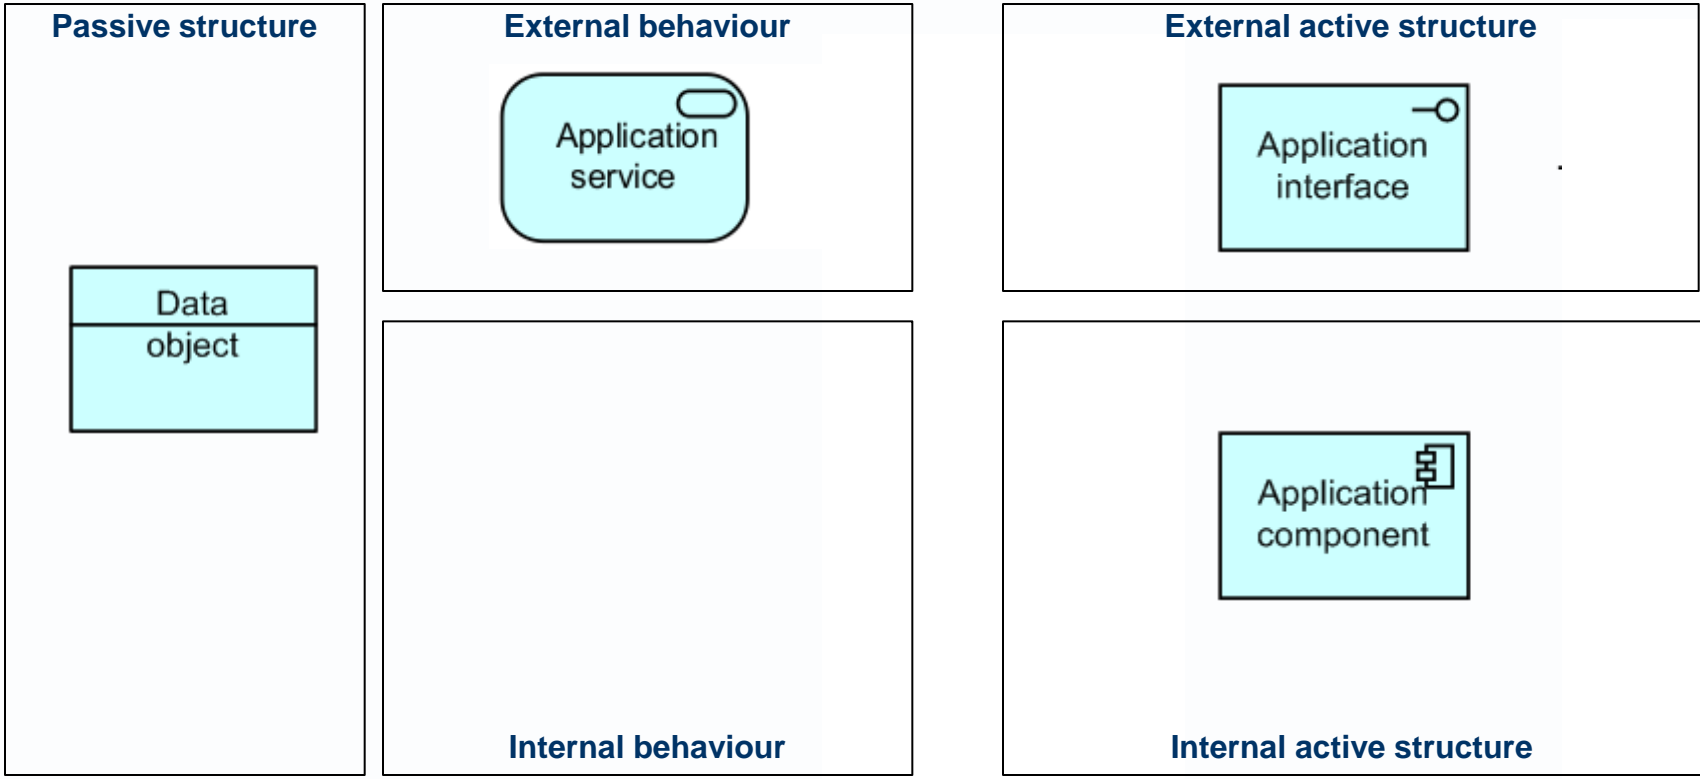 Passive structure
External behaviour
External active structure
Application
service
Application
interface
Data
object
Application
component
Internal behaviour
Internal active structure